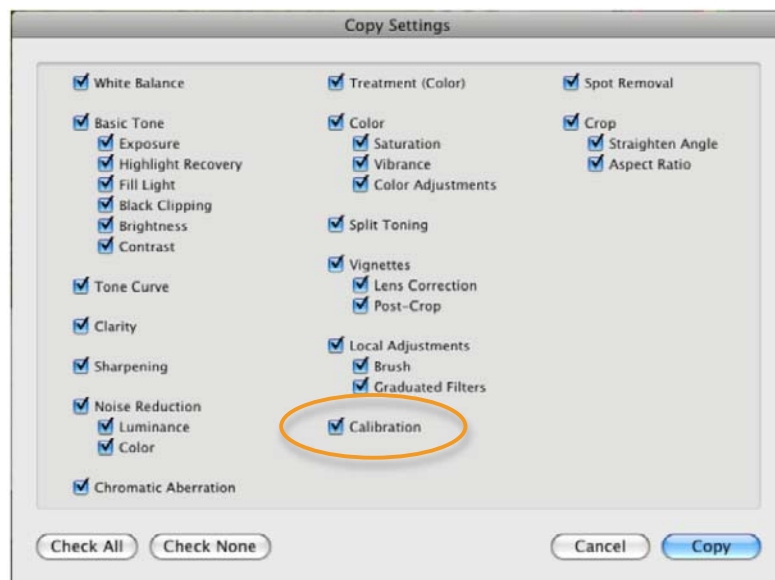 Copy Settings
White Balance
Basic Tone
Exposure
Highlight Recovery
Fill Light
Black Clipping
Brightness
Contrast
Tone Curve
Clarity
Sharpening
Noise Reduction
Luminance
Color
Chromatic Aberration
Treatment (Color)
Color
Saturation
Vibrance
Color Adjustments
Split Toning
Vignettes
Lens Correction
Post-Crop
Local Adjustments
Brush
Graduated Filters
Calibration
Spot Removal
Crop
Straighten Angle
Aspect Ratio
Check All
Check None
Cancel
Copy